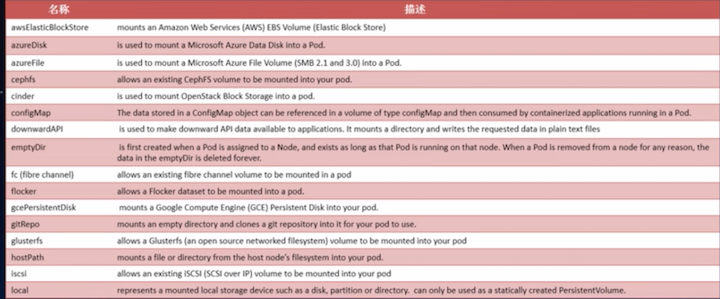 名称 描述
awsElasticBlockStore mounts an Amazon Web Services (AWS) EBS Volume (Elastic Block Store)
azureDisk is used to mount a Microsoft Azure Data Disk into a Pod.
azureFile is used to mount a Microsoft Azure File Volume (SMB 2.1 and 3.0) into a Pod.
cephfs allows an existing CephFS volume to be mounted into your pod.
cinder is used to mount OpenStack Block Storage into a pod.
configMap The data stored in a ConfigMap object can be referenced in a volume of type configMap and then consumed by containerized applications running in a Pod.
downwardAPI is used to make downward API data available to applications. It mounts a directory and writes the requested data in plain text files
emptyDir is first created when a Pod is assigned to a Node, and exists as long as that Pod is running on that node. When a Pod is removed from a node for any reason, the
data in the emptyDir is deleted forever.
fc (fibre channel) allows an existing fibre channel volume to be mounted in a pod
flocker allows a Flocker dataset to be mounted into a pod.
gcePersistentDisk mounts a Google Compute Engine (GCE) Persistent Disk into your pod.
gitRepo mounts an empty directory and clones a git repository into it for your pod to use.
glusterfs allows a Glusterfs (an open source networked filesystem) volume to be mounted into your pod
hostPath mounts a file or directory from the host node's filesystem into your pod.
iscsi allows an existing iSCSI (SCSI over IP) volume to be mounted into your pod
local represents a mounted local storage device such as a disk, partition or directory. can only be used as a statically created PersistentVolume.